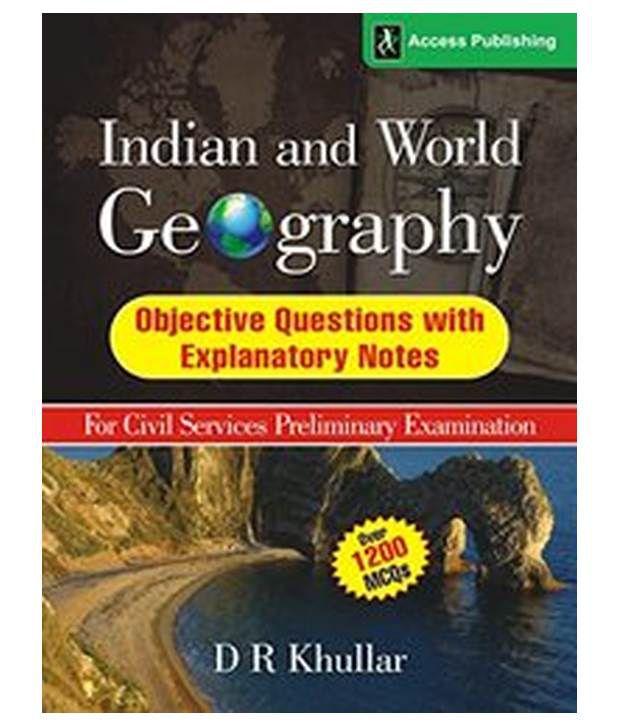 Access Publishing
Indian and World
Geography
Objective Questions with
Explanatory Notes
For Civil Services Preliminary Examination
Over
1200
MCQs
D R Khullar